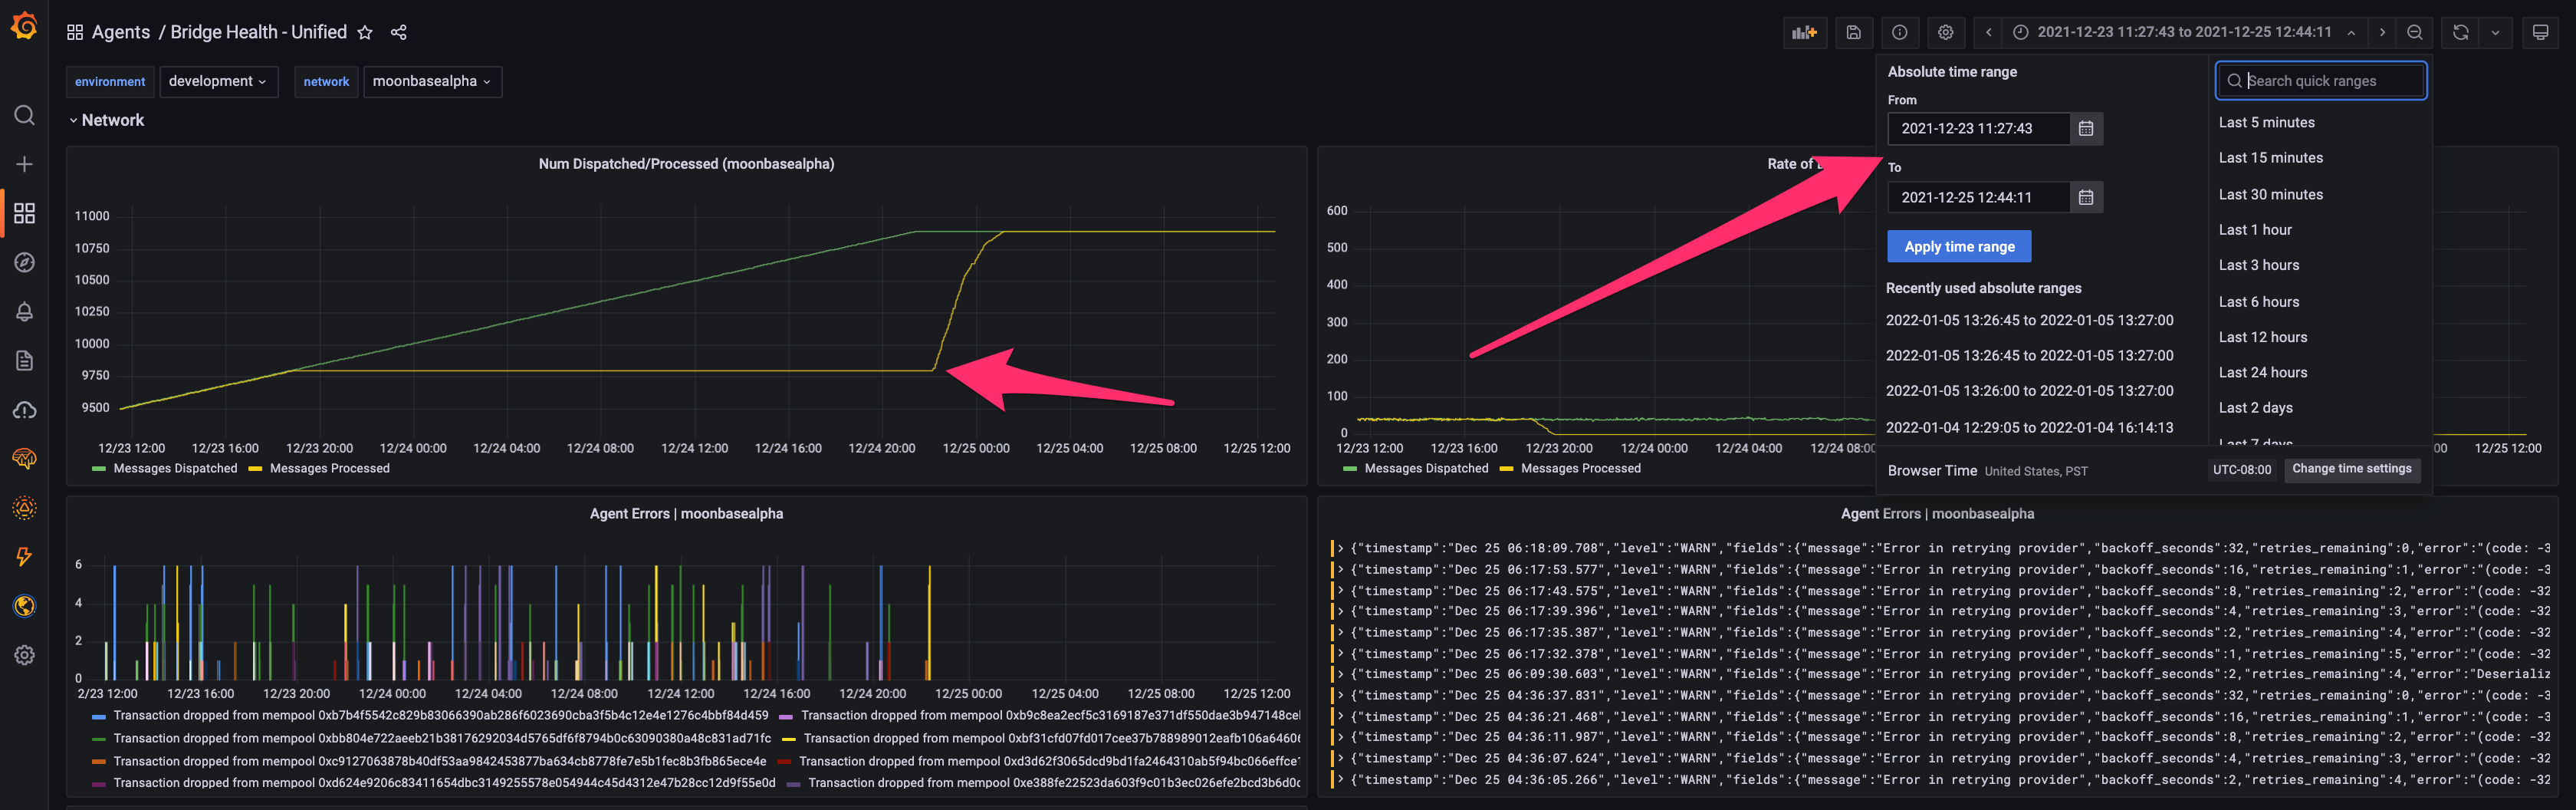 Agents / Bridge Health - Unified
2021-12-23 11:27:43 to 2021-12-25 12:44:11
environment development network moonbasealpha
Network
Absolute time range
From
2021-12-23 11:27:43
To
2021-12-25 12:44:11
Apply time range
Recently used absolute ranges
2022-01-05 13:26:45 to 2022-01-05 13:27:00
2022-01-05 13:26:45 to 2022-01-05 13:27:00
2022-01-05 13:26:00 to 2022-01-05 13:27:00
2022-01-04 12:29:05 to 2022-01-04 16:14:13
Search quick ranges
Last 5 minutes
Last 15 minutes
Last 30 minutes
Last 1 hour
Last 3 hours
Last 6 hours
Last 12 hours
Last 24 hours
Last 2 days
Last 7 days
Browser Time United States, PST UTC-08:00 Change time settings
Num Dispatched/Processed (moonbasealpha)
11000
10750
10500
10250
10000
9750
9500
12/23 12:00 12/23 16:00 12/23 20:00 12/24 00:00 12/24 04:00 12/24 08:00 12/24 12:00 12/24 16:00 12/24 20:00 12/25 00:00 12/25 04:00 12/25 08:00 12/25 12:00
Messages Dispatched Messages Processed
Rate of
600
500
400
300
200
100
0
12/23 12:00 12/23 16:00 12/23 20:00 12/24 00:00 12/24 04:00 12/24 08:00 00 12/25 12:00
Messages Dispatched Messages Processed
Agent Errors | moonbasealpha
6
4
2
0
2/23 12:00 12/23 16:00 12/23 20:00 12/24 00:00 12/24 04:00 12/24 08:00 12/24 12:00 12/24 16:00 12/24 20:00 12/25 00:00 12/25 04:00 12/25 08:00 12/25 12:00
Transaction dropped from mempool 0xb7b4f5542c829b83066390ab286f6023690cba3f5b4c12e4e1276c4bbf84d459 Transaction dropped from mempool 0xb9c8ea2ecf5c3169187e371df550dae3b947148cel
Transaction dropped from mempool 0xbb804e722aeeb21b38176292034d5765df6f8794b0c63090380a48c831ad71fc Transaction dropped from mempool 0xbf31cfd07fd017cee37b788989012eafb106a6460
Transaction dropped from mempool 0xc9127063878b40df53aa9842453877ba634cb8778fe7e5b1fec8b3fb865ece4e Transaction dropped from mempool 0xd3d62f3065dcd9bd1fa2464310ab5f94bc066effce
Transaction dropped from mempool 0xd624e9206c83411654dbc3149255578e054944c45d4312e47b28cc12d9f55e0d Transaction dropped from mempool 0xe388fe22523da603f9c01b3ec026efe2bcd3b6d0
Agent Errors | moonbasealpha
{"timestamp":"Dec 25 06:18:09.708","level":"WARN","fields":{"message":"Error in retrying provider","backoff_seconds":32,"retries_remaining":0,"error":"(code: -3
{"timestamp":"Dec 25 06:17:53.577","level":"WARN","fields":{"message":"Error in retrying provider","backoff_seconds":16,"retries_remaining":1,"error":"(code: -3
{"timestamp":"Dec 25 06:17:43.575","level":"WARN","fields":{"message":"Error in retrying provider","backoff_seconds":8,"retries_remaining":2,"error":"(code: -32
{"timestamp":"Dec 25 06:17:39.396","level":"WARN","fields":{"message":"Error in retrying provider","backoff_seconds":4,"retries_remaining":3,"error":"(code: -32
{"timestamp":"Dec 25 06:17:35.387","level":"WARN","fields":{"message":"Error in retrying provider","backoff_seconds":2,"retries_remaining":4,"error":"(code: -32
{"timestamp":"Dec 25 06:17:32.378","level":"WARN","fields":{"message":"Error in retrying provider","backoff_seconds":1,"retries_remaining":5,"error":"(code: -32
{"timestamp":"Dec 25 06:09:30.603","level":"WARN","fields":{"message":"Error in retrying provider","backoff_seconds":2,"retries_remaining":4,"error":"Deserializ
{"timestamp":"Dec 25 04:36:37.831","level":"WARN","fields":{"message":"Error in retrying provider","backoff_seconds":32,"retries_remaining":0,"error":"(code: -3
{"timestamp":"Dec 25 04:36:21.468","level":"WARN","fields":{"message":"Error in retrying provider","backoff_seconds":16,"retries_remaining":1,"error":"(code: -3
{"timestamp":"Dec 25 04:36:11.987","level":"WARN","fields":{"message":"Error in retrying provider","backoff_seconds":8,"retries_remaining":2,"error":"(code: -32
{"timestamp":"Dec 25 04:36:07.624","level":"WARN","fields":{"message":"Error in retrying provider","backoff_seconds":4,"retries_remaining":3,"error":"(code: -32
{"timestamp":"Dec 25 04:36:05.266","level":"WARN","fields":{"message":"Error in retrying provider","backoff_seconds":2,"retries_remaining":4,"error":"(code: -32